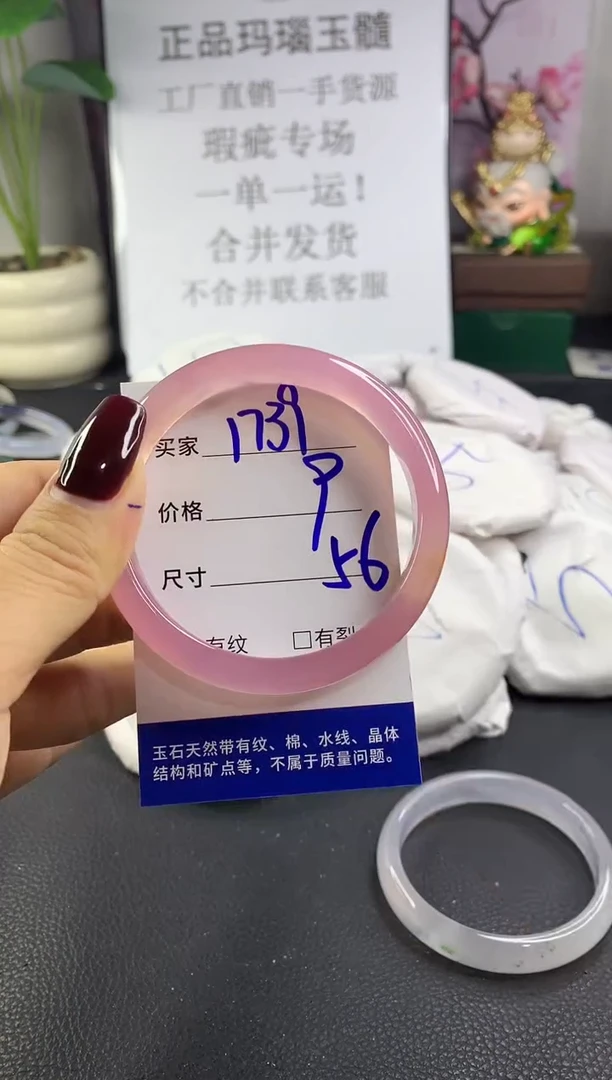 正品玛瑙玉髓
工厂直销一手货源
瑕疵专场
一单一运！
合并发货
不合并联系客服
买家 1739
价格 9
尺寸 56
有纹 □有裂
玉石天然带有纹、棉、水线、晶体
结构和矿点等，不属于质量问题。